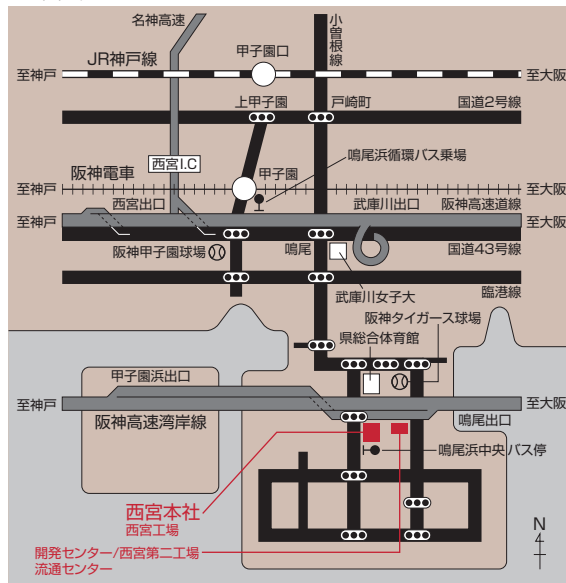 名神高速
小曽根線
甲子園口
至神戸
JR神戸線
至大阪
上甲子園
戸崎町
国道2号線
鳴尾浜循環バス乗場
西宮I.C
阪神電車
甲子園
至神戸
至大阪
西宮出口
武庫川出口
阪神高速道線
至神戸
至大阪
阪神甲子園球場
鳴尾
国道43号線
武庫川女子大
臨港線
阪神タイガース球場
県総合体育館
甲子園浜出口
至神戸
至大阪
阪神高速湾岸線
鳴尾出口
鳴尾浜中央 バス停
西宮本社
西宮工場
開発センター/西宮第二工場
流通センター
N